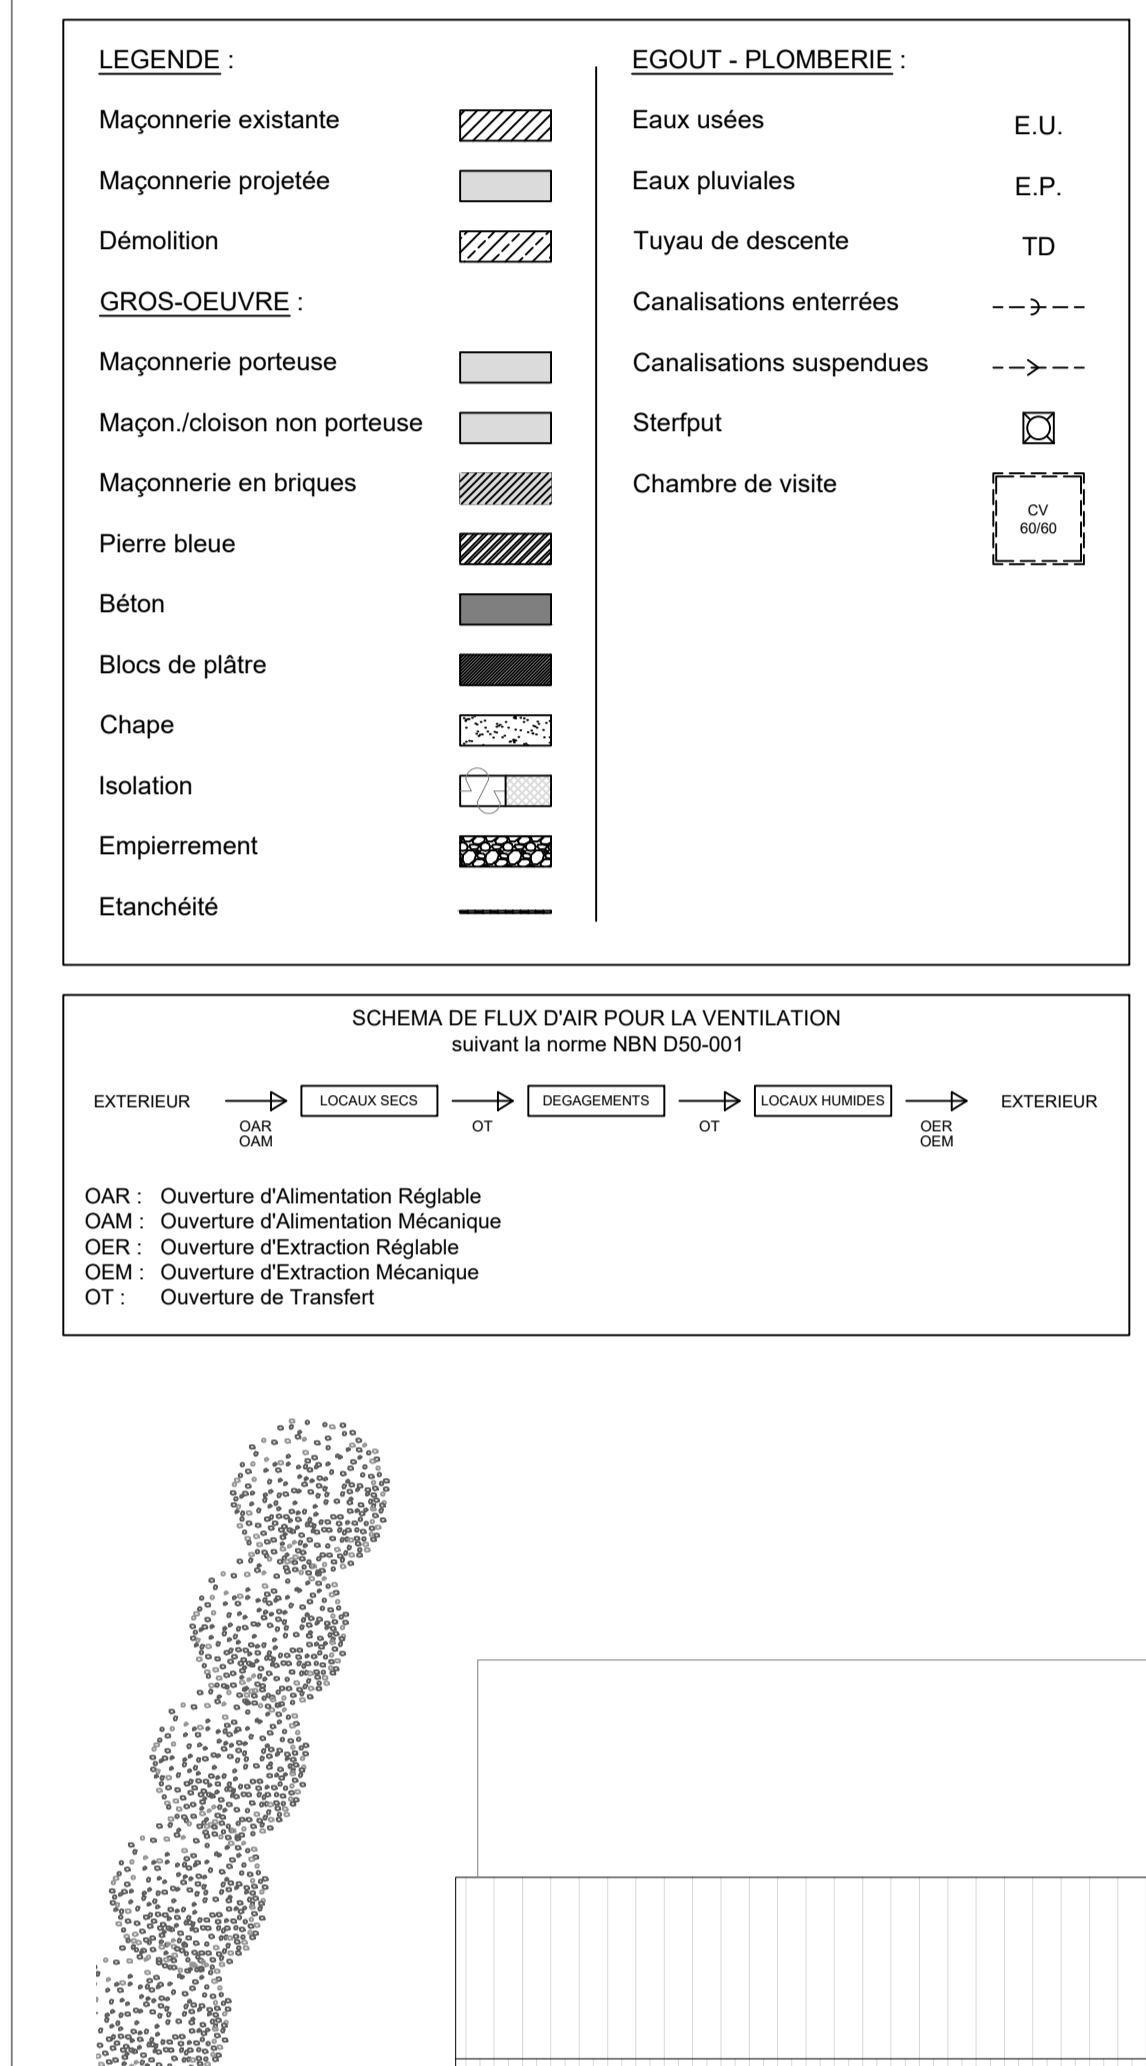 LEGENDE :
Maçonnerie existante
Maçonnerie projetée
Démolition
GROS-OEUVRE :
Maçonnerie porteuse
Maçon./cloison non porteuse
Maçonnerie en briques
Pierre bleue
Béton
Blocs de plâtre
Chape
Isolation
Empierrement
Etanchéité
EGOUT - PLOMBERIE :
Eaux usées E.U.
Eaux pluviales E.P.
Tuyau de descente TD
Canalisations enterrées
Canalisations suspendues
Sterfput
Chambre de visite
CV
60/60
SCHEMA DE FLUX D'AIR POUR LA VENTILATION
suivant la norme NBN D50-001
EXTERIEUR LOCAUX SECS DEGAGEMENTS LOCAUX HUMIDES EXTERIEUR
OAR OT OT OER
OAM OEM
OAR : Ouverture d'Alimentation Réglable
OAM : Ouverture d'Alimentation Mécanique
OER : Ouverture d'Extraction Réglable
OEM : Ouverture d'Extraction Mécanique
OT : Ouverture de Transfert